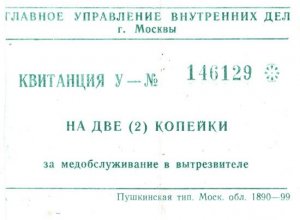 ГЛАВНОЕ УПРАВЛЕНИЕ ВНУТРЕННИХ ДЕЛ
г. Москвы
КВИТАНЦИЯ У — № 146129
НА ДВЕ (2) КОПЕЙКИ
за медобслуживание в вытрезвителе
Пушкинская тип. Моск. обл. 1890—99